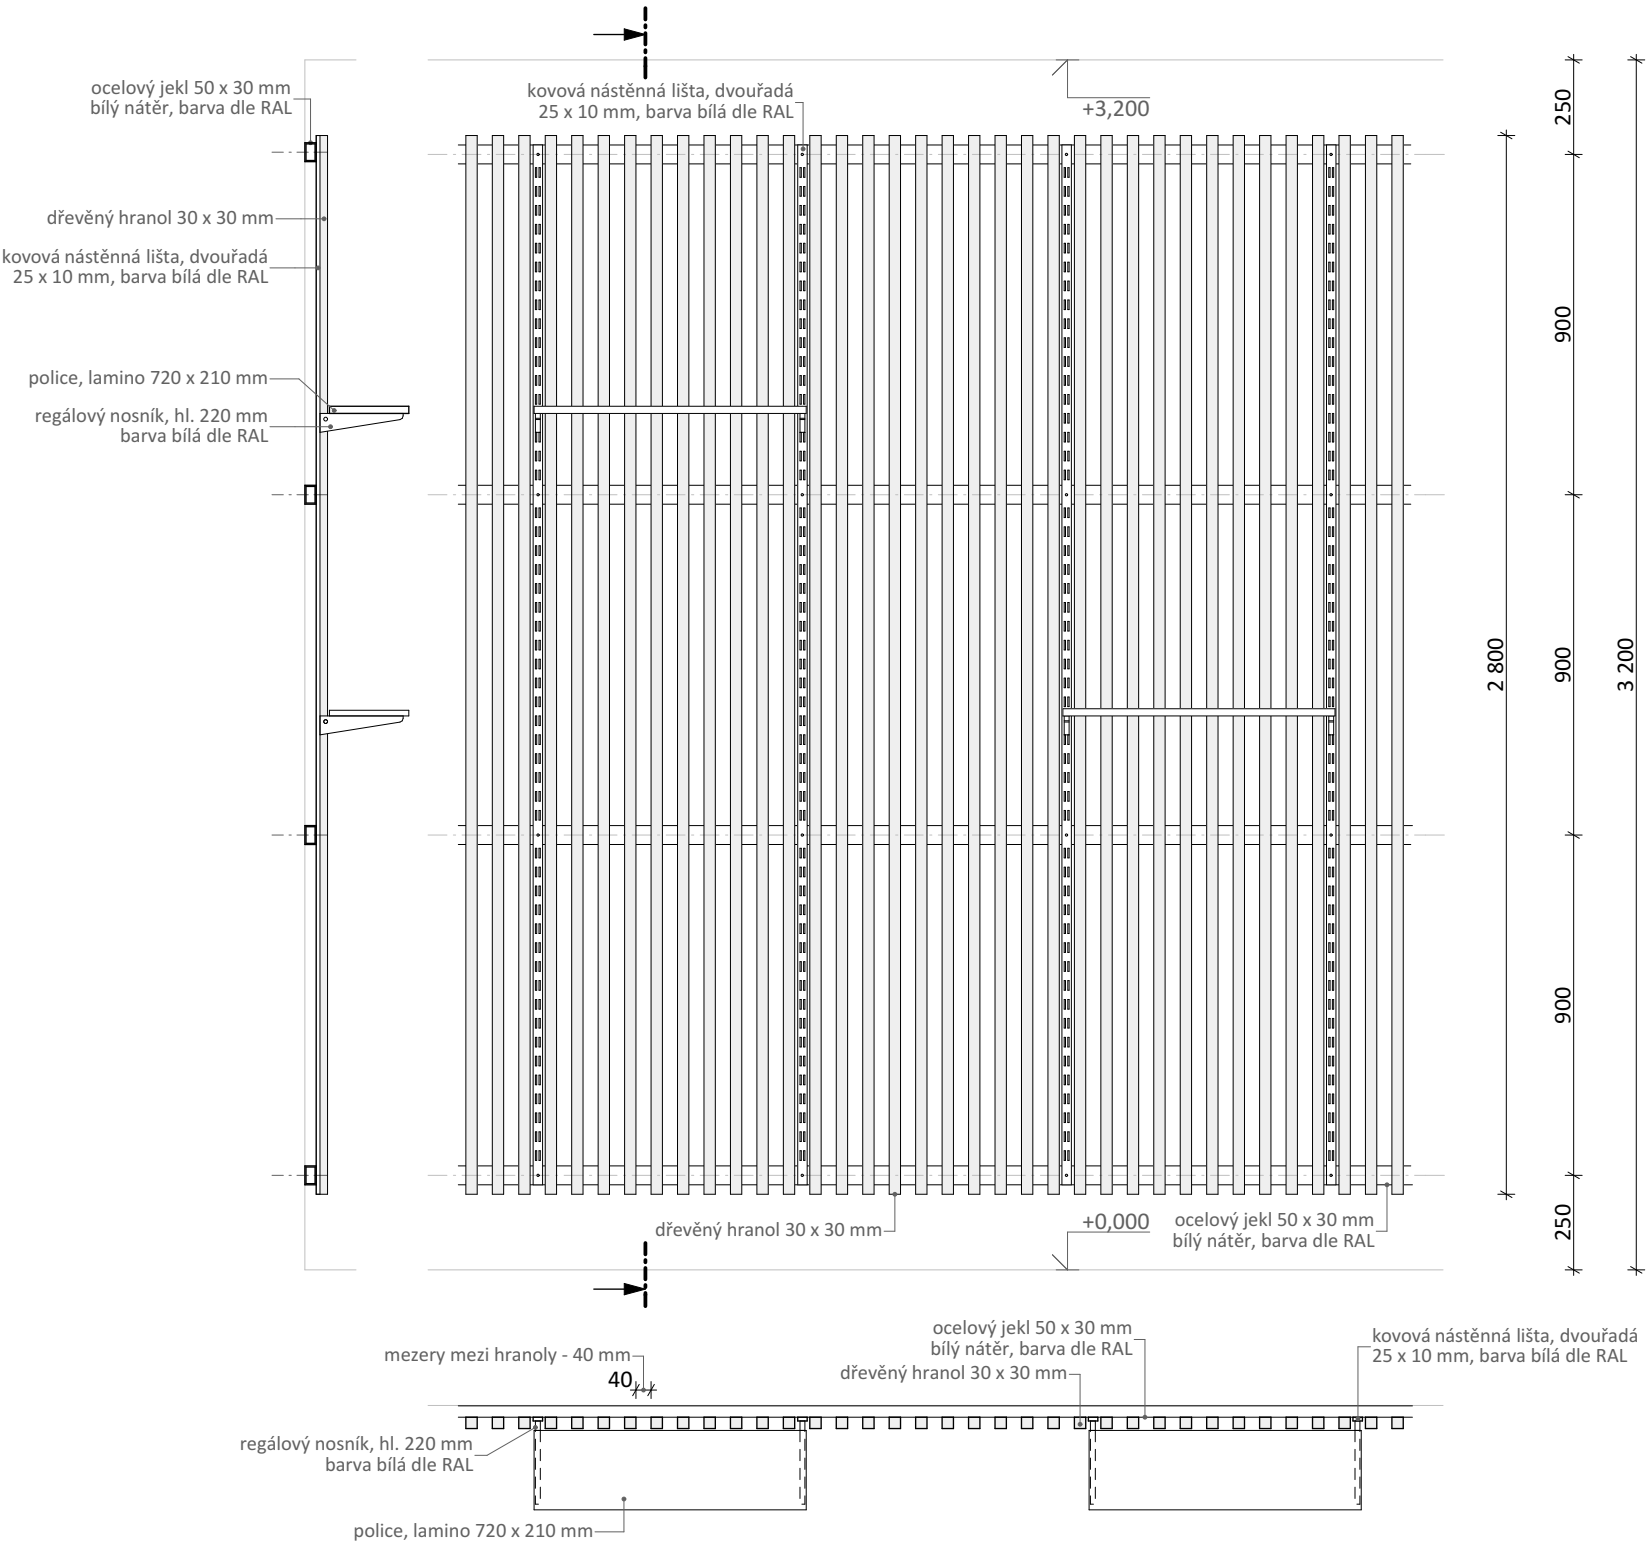 ocelový jekl 50 x 30 mm
bílý nátěr, barva dle RAL
kovová nástěnná lišta, dvouřadá
25 x 10 mm, barva bílá dle RAL
+3,200
250
dřevěný hranol 30 x 30 mm
kovová nástěnná lišta, dvouřadá
25 x 10 mm, barva bílá dle RAL
900
police, lamino 720 x 210 mm
regálový nosník, hl. 220 mm
barva bílá dle RAL
2 800
900
3 200
900
dřevěný hranol 30 x 30 mm
+0,000
ocelový jekl 50 x 30 mm
bílý nátěr, barva dle RAL
250
mezery mezi hranoly - 40 mm
40
ocelový jekl 50 x 30 mm
bílý nátěr, barva dle RAL
dřevěný hranol 30 x 30 mm
kovová nástěnná lišta, dvouřadá
25 x 10 mm, barva bílá dle RAL
regálový nosník, hl. 220 mm
barva bílá dle RAL
police, lamino 720 x 210 mm